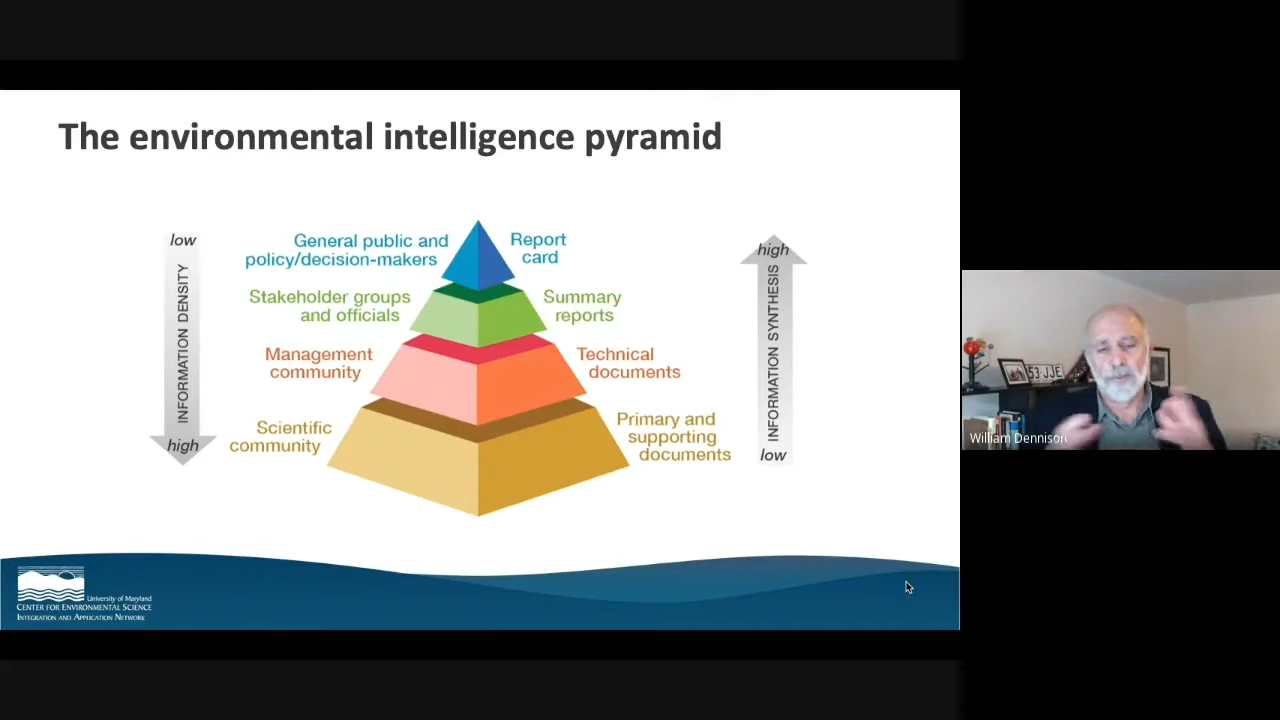 The environmental intelligence pyramid
low
INFORMATION DENSITY
high
General public and
policy/decision-makers
Report
card
Stakeholder groups
and officials
Summary
reports
Management
community
Technical
documents
Scientific
community
Primary and
supporting
documents
high
INFORMATION SYNTHESIS
low
University of Maryland
CENTER FOR ENVIRONMENTAL SCIENCE
INTEGRATION AND APPLICATION NETWORK
53 JJE
William Dennison